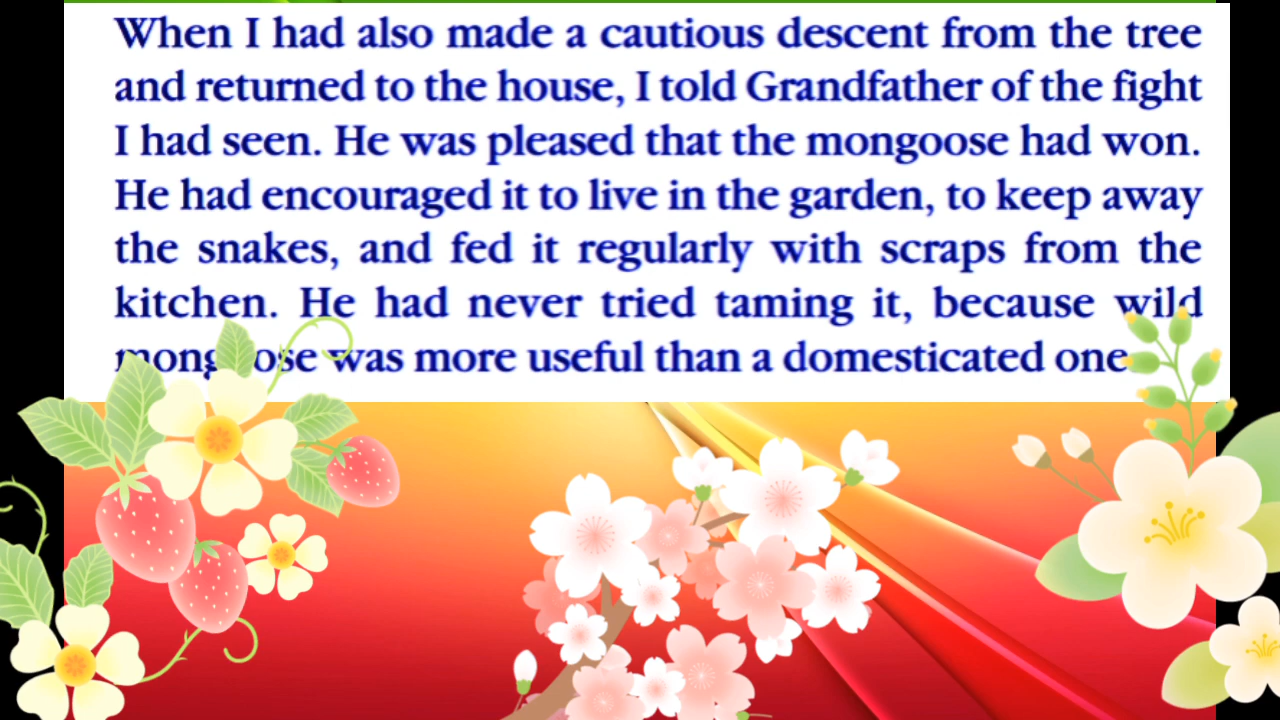 When I had also made a cautious descent from the tree
and returned to the house, I told Grandfather of the fight
I had seen. He was pleased that the mongoose had won.
He had encouraged it to live in the garden, to keep away
the snakes, and fed it regularly with scraps from the
kitchen. He had never tried taming it, because wild
mongoose was more useful than a domesticated one